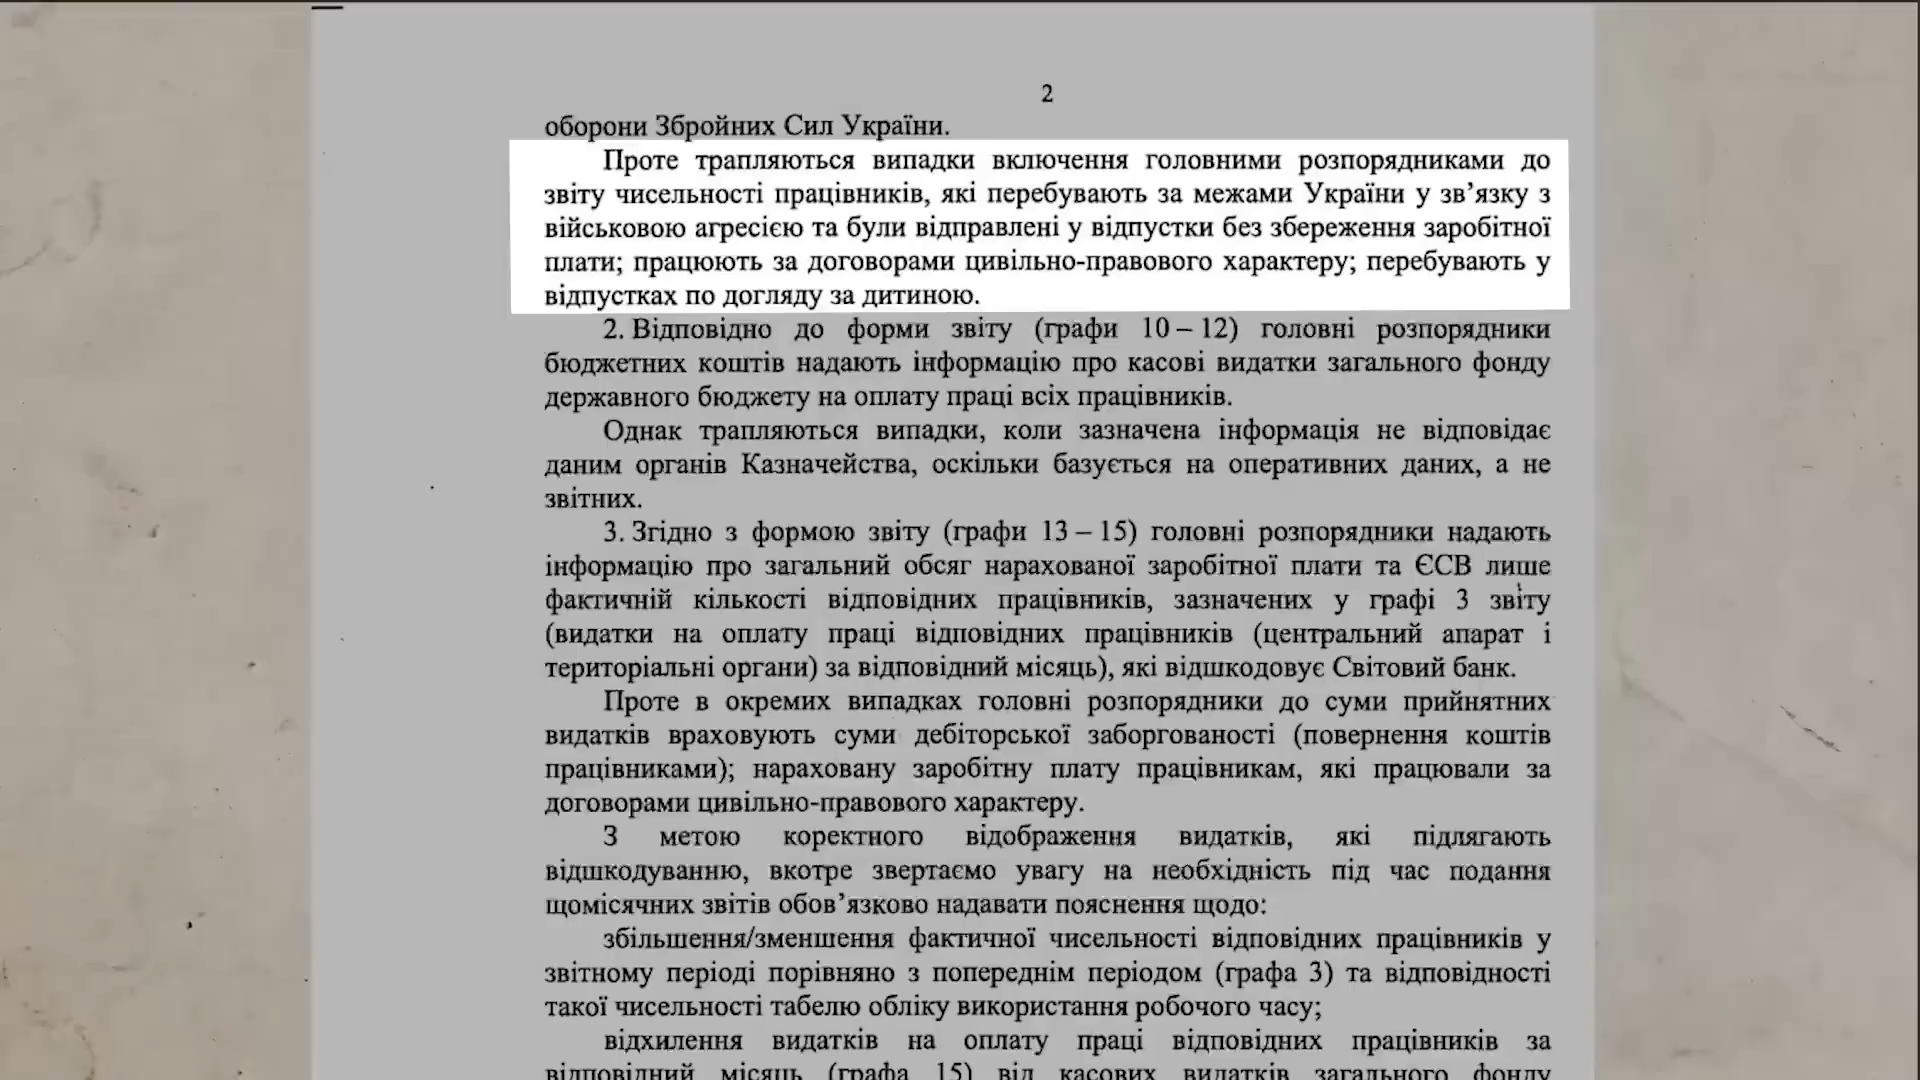 2
оборони Збройних Сил України.
Проте трапляються випадки включення головними розпорядниками до
звіту чисельності працівників, які перебувають за межами України у зв’язку з
військовою агресією та були відправлені у відпустки без збереження заробітної
плати; працюють за договорами цивільно-правового характеру; перебувають у
відпустках по догляду за дитиною.
2. Відповідно до форми звіту (графи 10 – 12) головні розпорядники
бюджетних коштів надають інформацію про касові видатки загального фонду
державного бюджету на оплату праці всіх працівників.
Однак трапляються випадки, коли зазначена інформація не відповідає
даним органів Казначейства, оскільки базується на оперативних даних, а не
звітних.
3. Згідно з формою звіту (графи 13 – 15) головні розпорядники надають
інформацію про загальний обсяг нарахованої заробітної плати та ЄСВ лише
фактичній кількості відповідних працівників, зазначених у графі 3 звіту
(видатки на оплату праці відповідних працівників (центральний апарат і
територіальні органи) за відповідний місяць), які відшкодовує Світовий банк.
Проте в окремих випадках головні розпорядники до суми прийнятних
видатків враховують суми дебіторської заборгованості (повернення коштів
працівниками); нараховану заробітну плату працівникам, які працювали за
договорами цивільно-правового характеру.
З метою коректного відображення видатків, які підлягають
відшкодуванню, вкотре звертаємо увагу на необхідність під час подання
щомісячних звітів обов’язково надавати пояснення щодо:
збільшення/зменшення фактичної чисельності відповідних працівників у
звітному періоді порівняно з попереднім періодом (графа 3) та відповідності
такої чисельності табелю обліку використання робочого часу;
відхилення видатків на оплату праці відповідних працівників за
відповідний місяць (графа 15) від касових видатків загального фонду